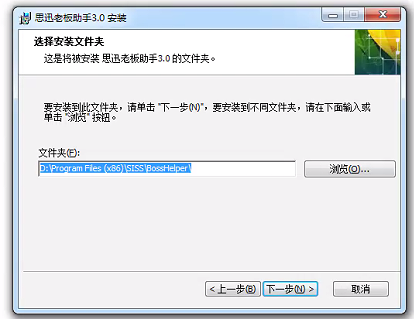 思迅老板助手3.0 安装
选择安装文件夹
这是将被安装 思迅老板助手3.0 的文件夹。
要安装到此文件夹，请单击 "下一步(N)"，要安装到不同文件夹，请在下面输入或
单击 "浏览" 按钮。
文件夹(F):
D:\Program Files (x86)\SISS\BossHelper\
浏览(O)...
< 上一步(B)
下一步(N) >
取消